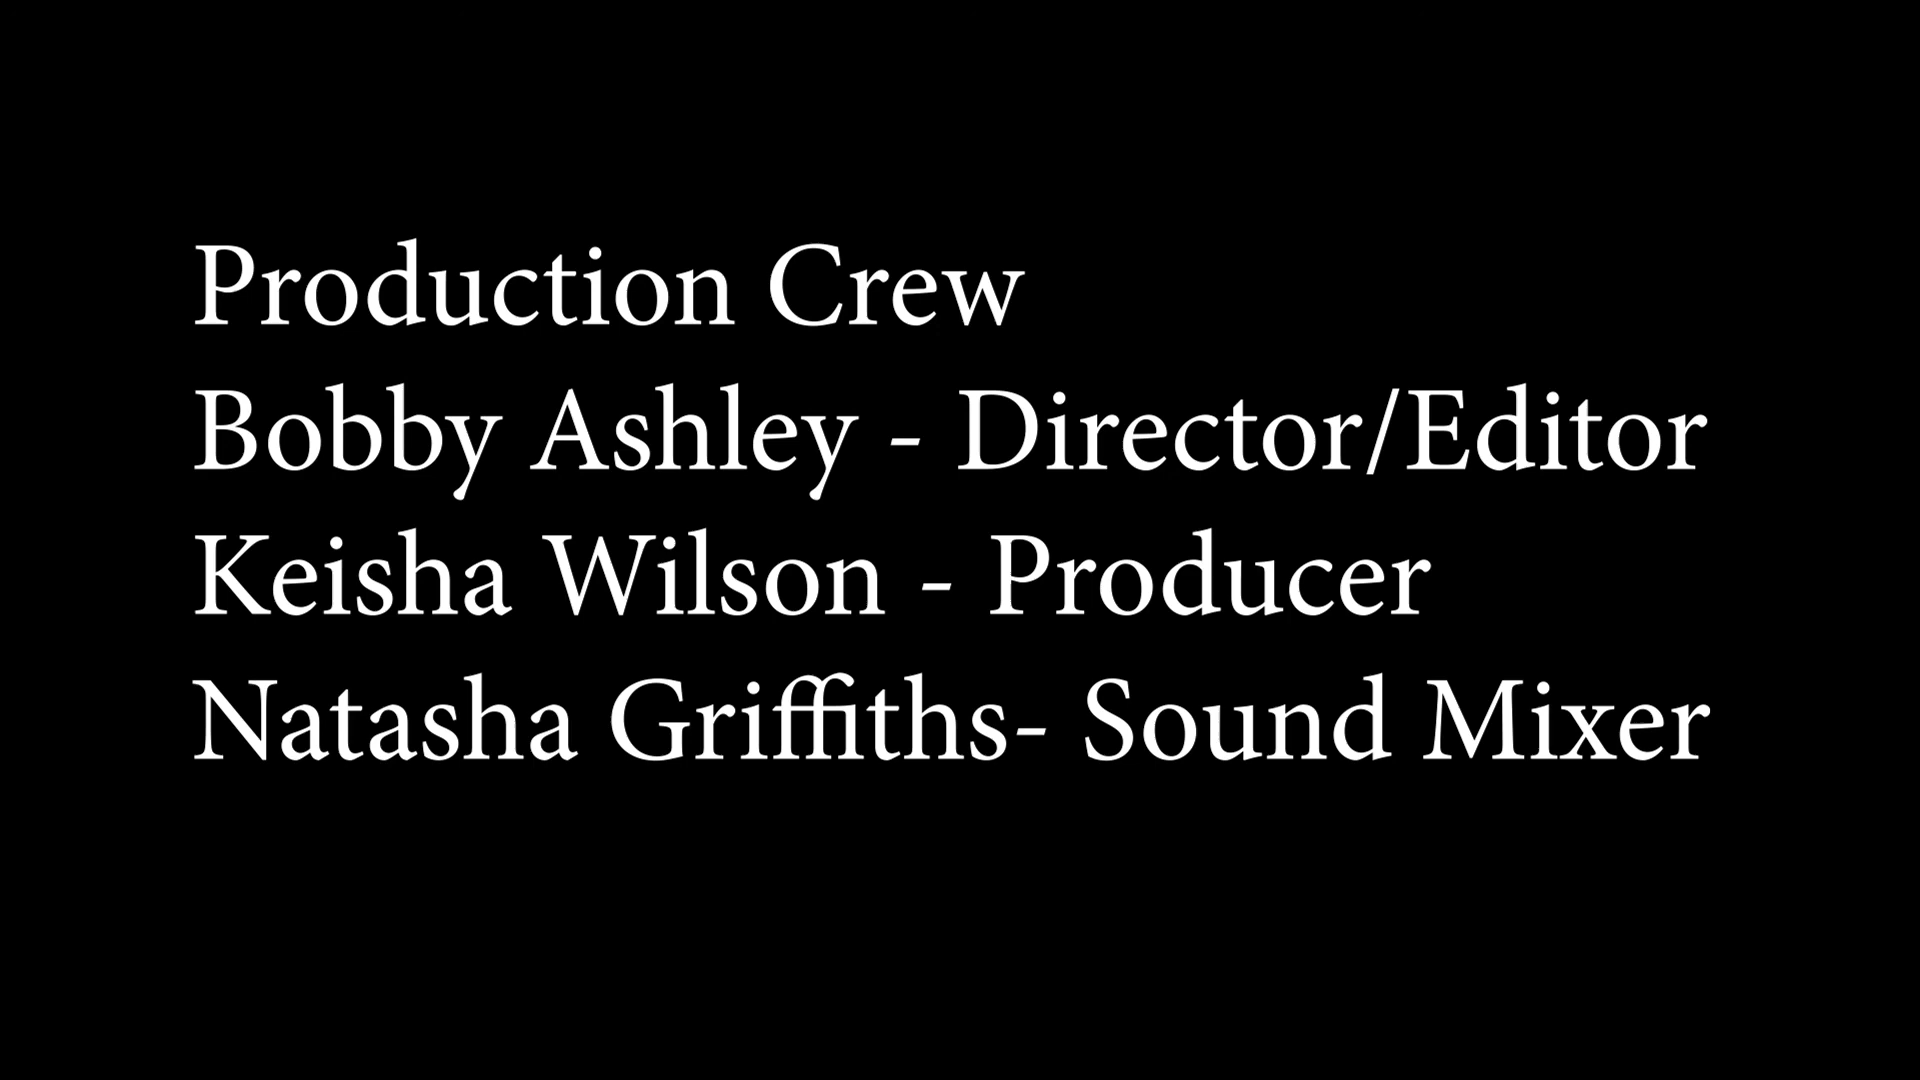 Production Crew
Bobby Ashley - Director/Editor
Keisha Wilson - Producer
Natasha Griffiths- Sound Mixer